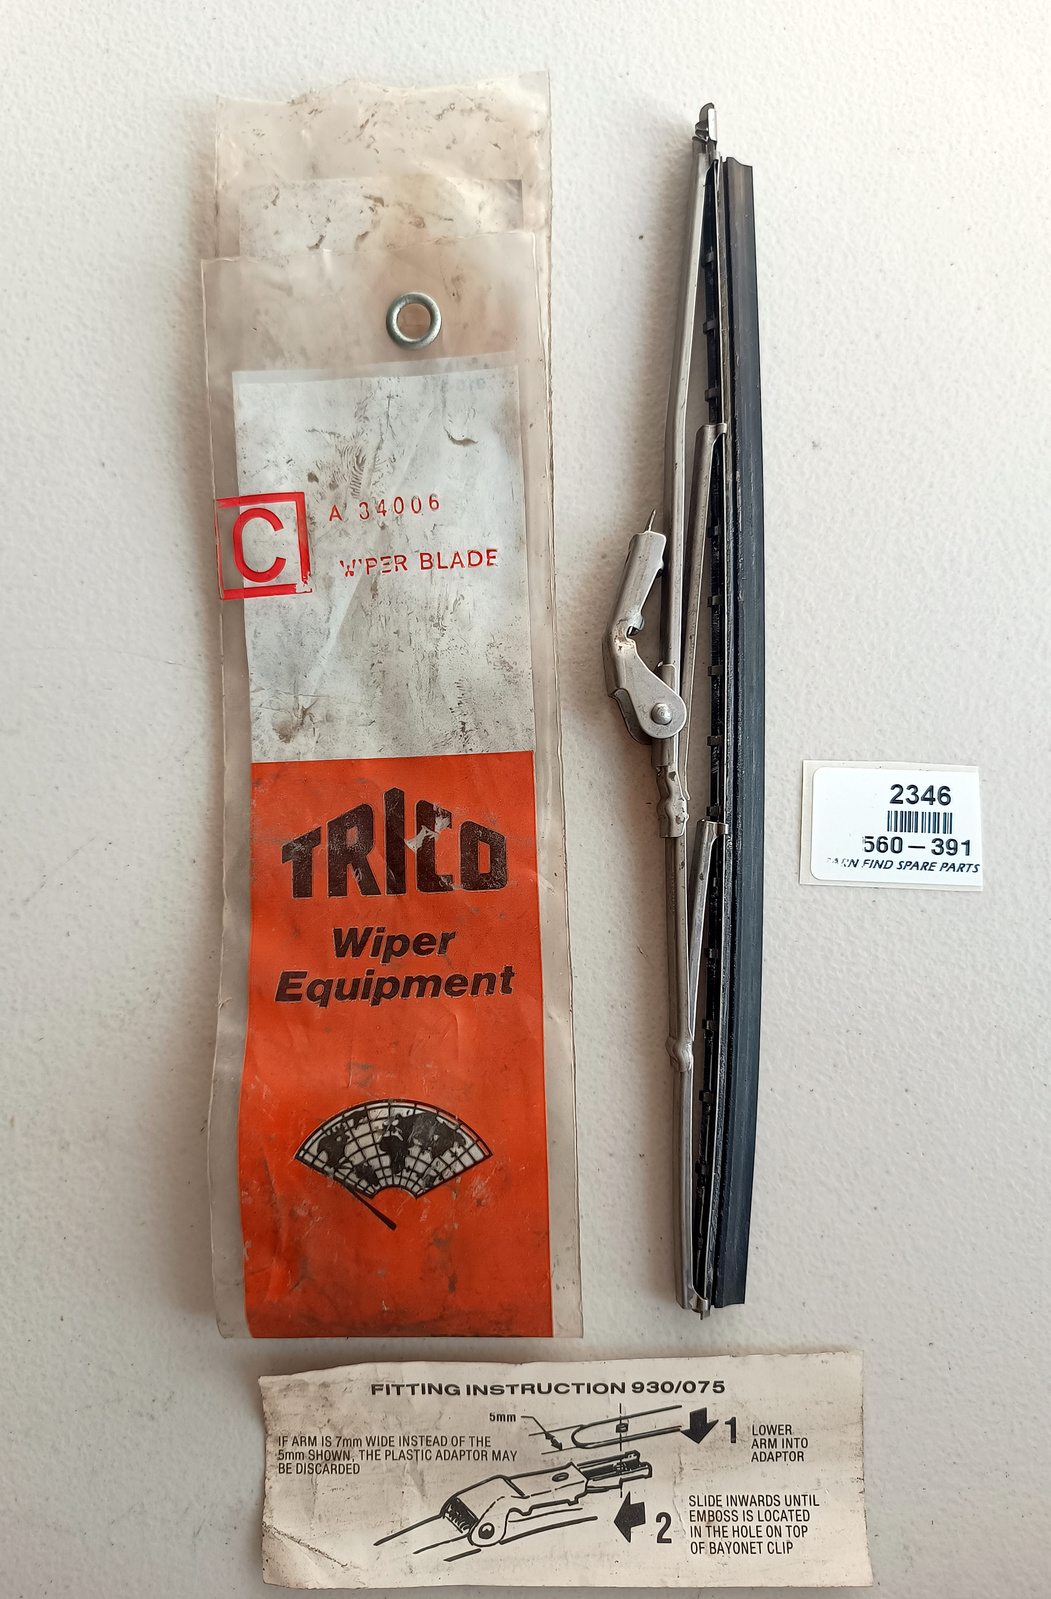 C
A 34006
WIPER BLADE
TRICO
Wiper
Equipment
2346
560-391
FIND SPARE PARTS
FITTING INSTRUCTION 930/075
5mm
IF ARM IS 7mm WIDE INSTEAD OF THE
5mm SHOWN, THE PLASTIC ADAPTOR MAY
BE DISCARDED
1
LOWER
ARM INTO
ADAPTOR
2
SLIDE INWARDS UNTIL
EMBOSS IS LOCATED
IN THE HOLE ON TOP
OF BAYONET CLIP